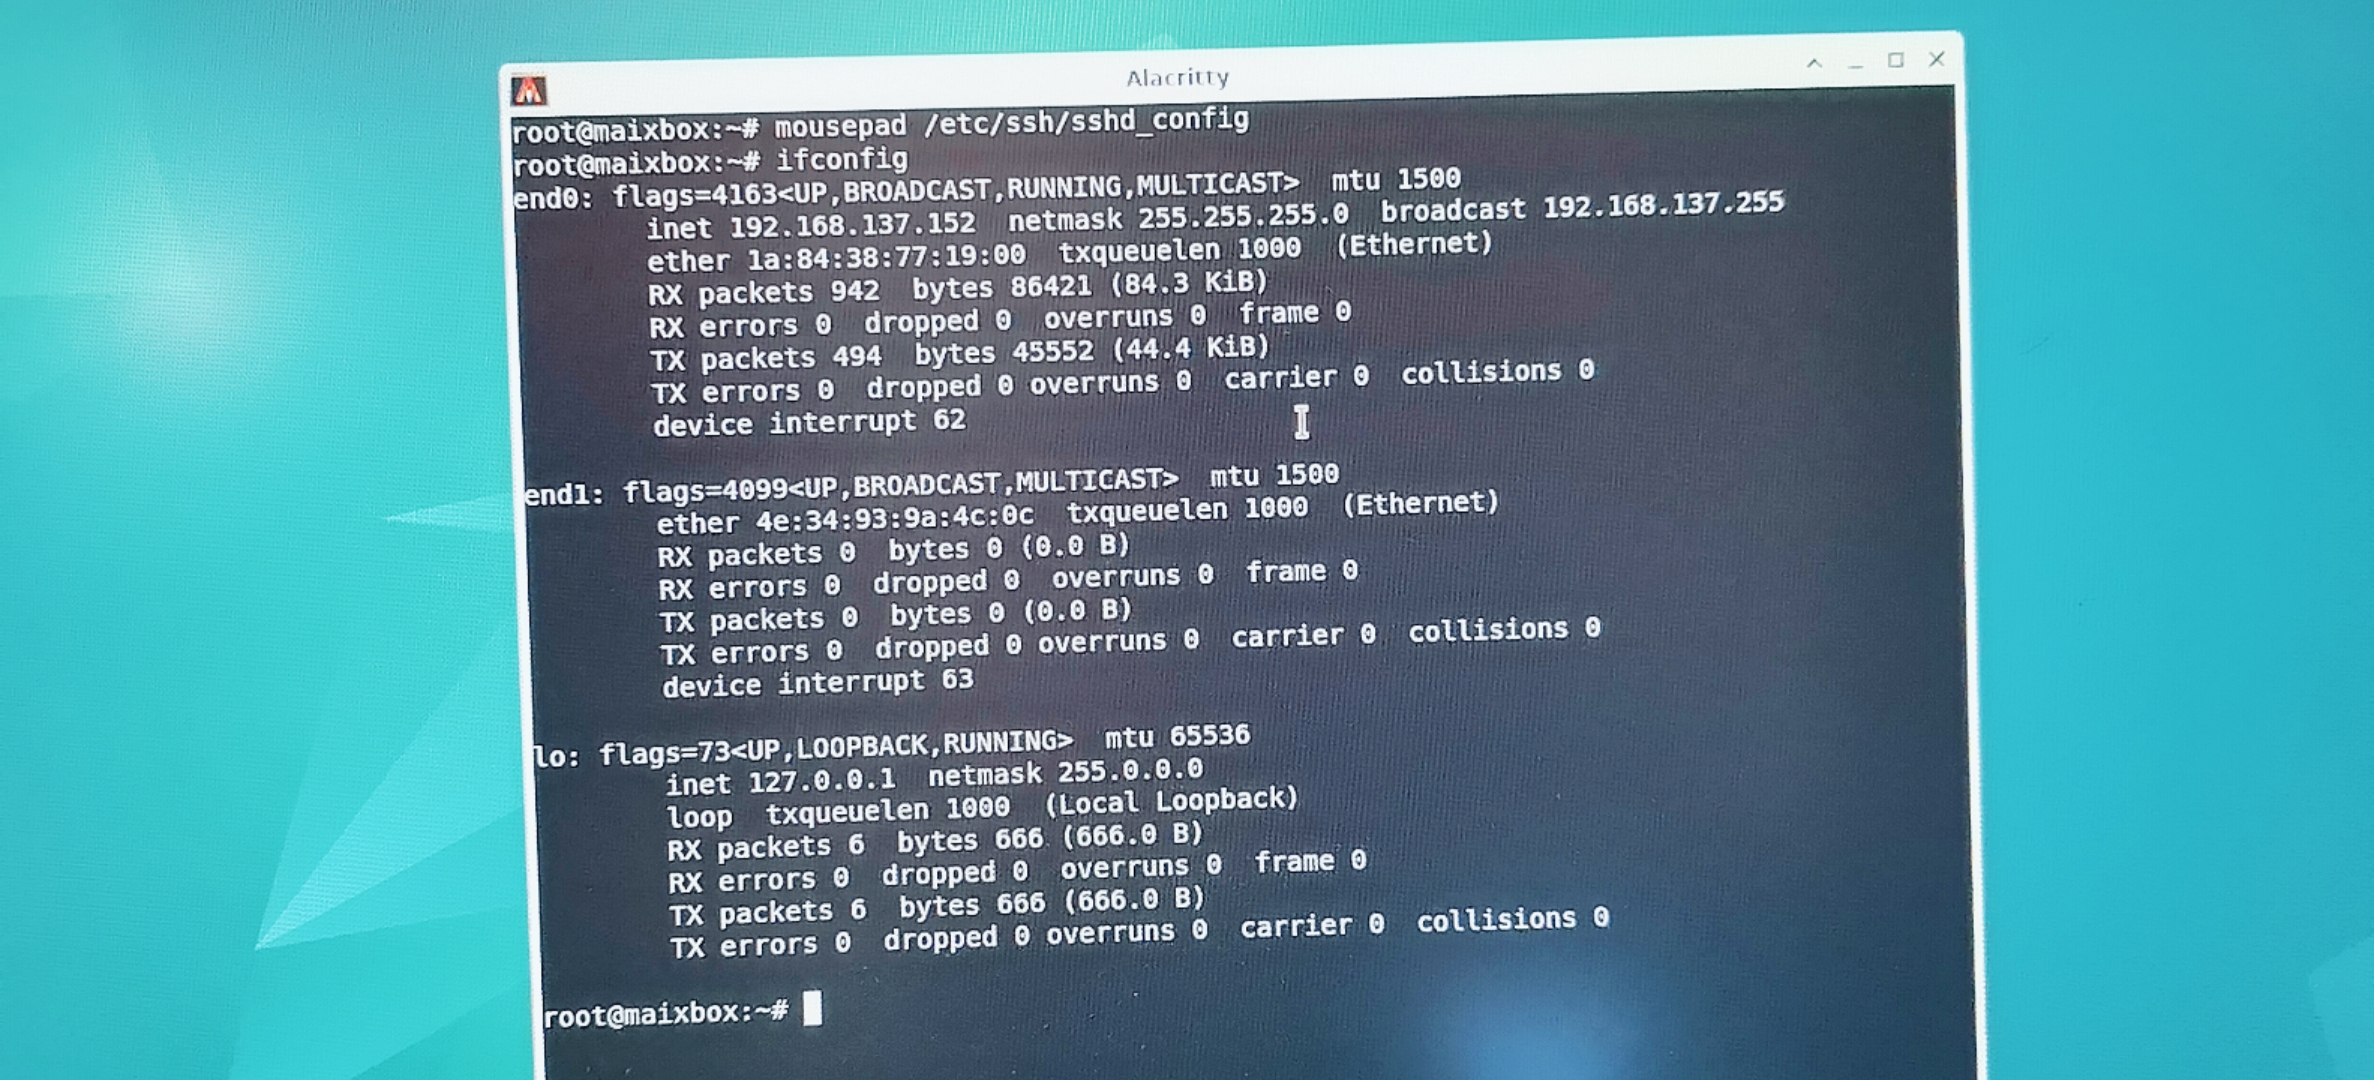 Alacritty
root@maixbox:~# mousepad /etc/ssh/sshd_config
root@maixbox:~# ifconfig
end0: flags=4163<UP,BROADCAST,RUNNING,MULTICAST>  mtu 1500
        inet 192.168.137.152  netmask 255.255.255.0  broadcast 192.168.137.255
        ether 1a:84:38:77:19:00  txqueuelen 1000  (Ethernet)
        RX packets 942  bytes 86421 (84.3 KiB)
        RX errors 0  dropped 0  overruns 0  frame 0
        TX packets 494  bytes 45552 (44.4 KiB)
        TX errors 0  dropped 0 overruns 0  carrier 0  collisions 0
        device interrupt 62
end1: flags=4099<UP,BROADCAST,MULTICAST>  mtu 1500
        ether 4e:34:93:9a:4c:0c  txqueuelen 1000  (Ethernet)
        RX packets 0  bytes 0 (0.0 B)
        RX errors 0  dropped 0  overruns 0  frame 0
        TX packets 0  bytes 0 (0.0 B)
        TX errors 0  dropped 0 overruns 0  carrier 0  collisions 0
        device interrupt 63
lo: flags=73<UP,LOOPBACK,RUNNING>  mtu 65536
        inet 127.0.0.1  netmask 255.0.0.0
        loop  txqueuelen 1000  (Local Loopback)
        RX packets 6  bytes 666 (666.0 B)
        RX errors 0  dropped 0  overruns 0  frame 0
        TX packets 6  bytes 666 (666.0 B)
        TX errors 0  dropped 0 overruns 0  carrier 0  collisions 0
root@maixbox:~#